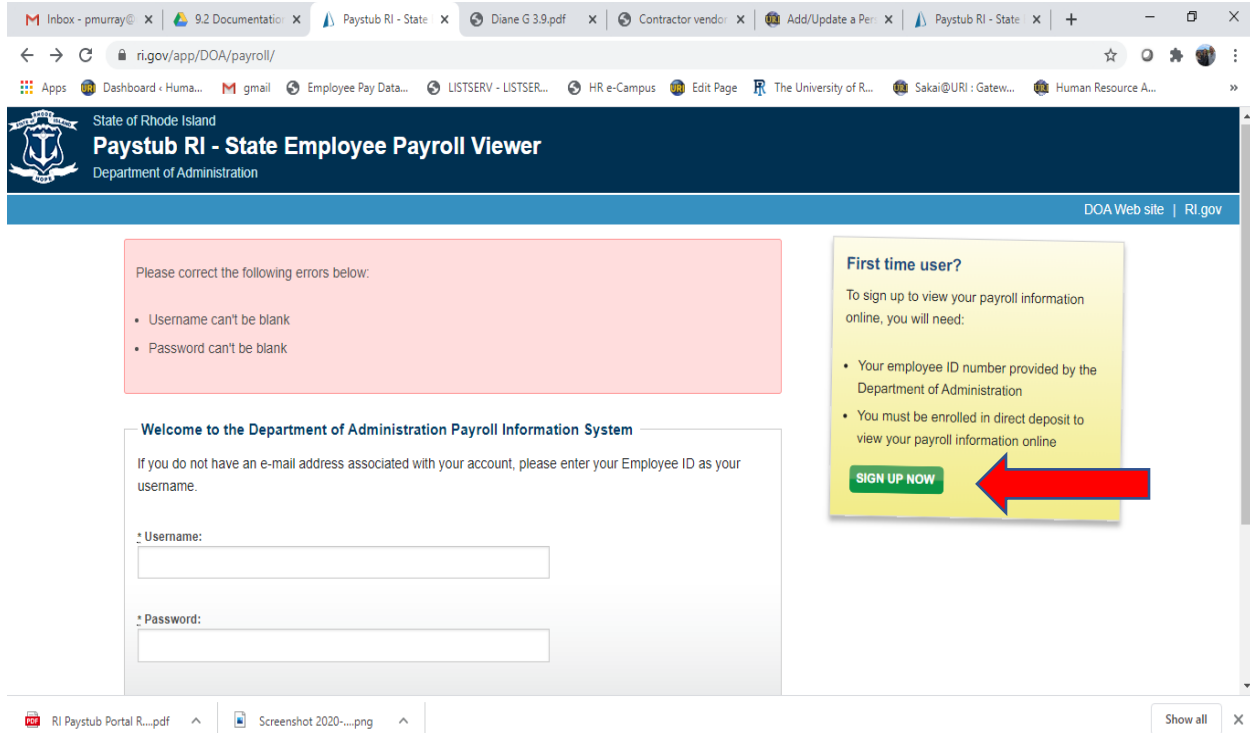 Inbox - pmurray@
9.2 Documentation
Paystub RI - State
Diane G 3.9.pdf
Contractor vendor
Add/Update a Pers
Paystub RI - State
ri.gov/app/DOA/payroll/
Apps
Dashboard ‹ Huma...
gmail
Employee Pay Data...
LISTSERV - LISTSER...
HR e-Campus
Edit Page
The University of R...
Sakai@URI : Gatew...
Human Resource A...
»
State of Rhode Island
Paystub RI - State Employee Payroll Viewer
Department of Administration
HOPE
DOA Web site | RI.gov
Please correct the following errors below:
• Username can't be blank
• Password can't be blank
First time user?
To sign up to view your payroll information
online, you will need:
• Your employee ID number provided by the
Department of Administration
• You must be enrolled in direct deposit to
view your payroll information online
SIGN UP NOW
Welcome to the Department of Administration Payroll Information System
If you do not have an e-mail address associated with your account, please enter your Employee ID as your
username.
* Username:
* Password:
RI Paystub Portal R....pdf
Screenshot 2020-....png
Show all